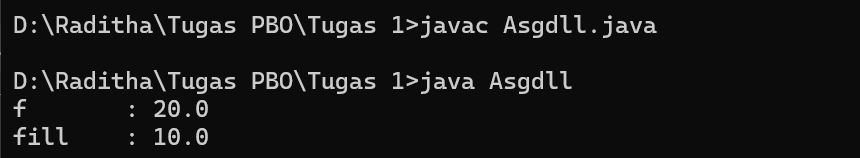 D:\Raditha\Tugas PBO\Tugas 1>javac Asgdll.java
D:\Raditha\Tugas PBO\Tugas 1>java Asgdll
f       : 20.0
fill    : 10.0